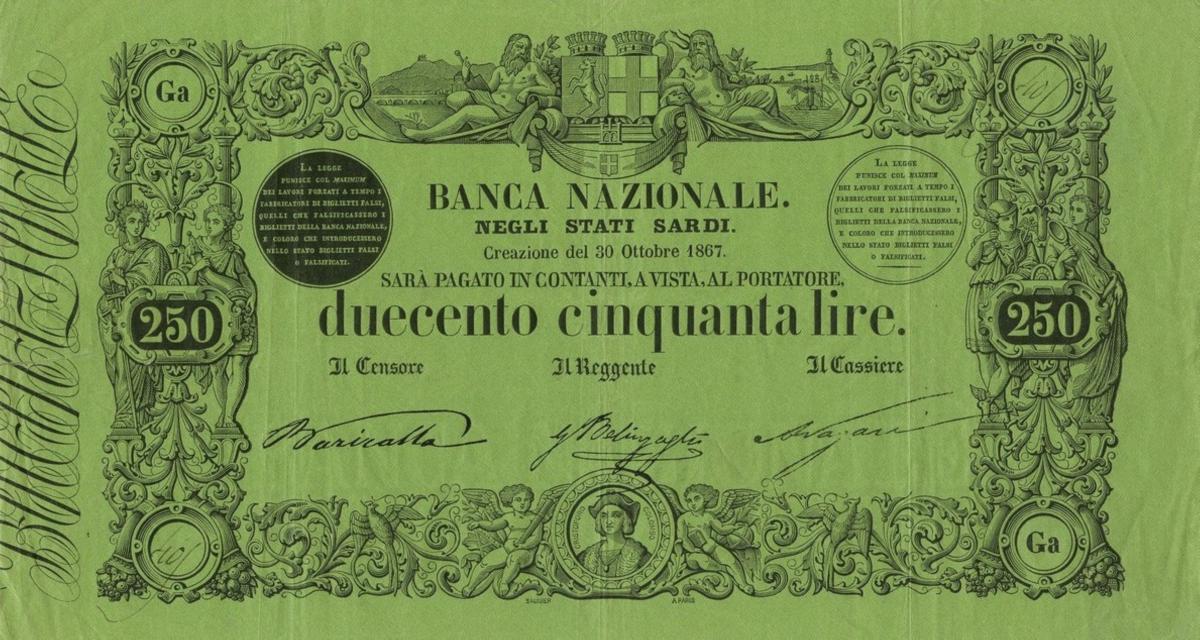 Ga
401
LA LEGGE
PUNISCE COL MAXIMUM
DEI LAVORI FORZATI A TEMPO I
FABBRICATORI DI BIGLIETTI FALSI,
QUELLI CHE FALSIFICASSERO I
BIGLIETTI DELLA BANCA NAZIONALE,
E COLORO CHE INTRODUCESSERO
NELLO STATO BIGLIETTI FALSI
O FALSIFICATI.
BANCA NAZIONALE.
NEGLI STATI SARDI.
Creazione del 30 Ottobre 1867.
LA LEGGE
PUNISCE COL MAXIMUM
DEI LAVORI FORZATI A TEMPO I
FABBRICATORI DI BIGLIETTI FALSI,
QUELLI CHE FALSIFICASSERO I
BIGLIETTI DELLA BANCA NAZIONALE,
E COLORO CHE INTRODUCESSERO
NELLO STATO BIGLIETTI FALSI
O FALSIFICATI.
SARÀ PAGATO IN CONTANTI, A VISTA, AL PORTATORE,
250
duecento cinquanta lire.
250
Il Censore
Il Reggente
Il Cassiere
401
Ga
A PARIS